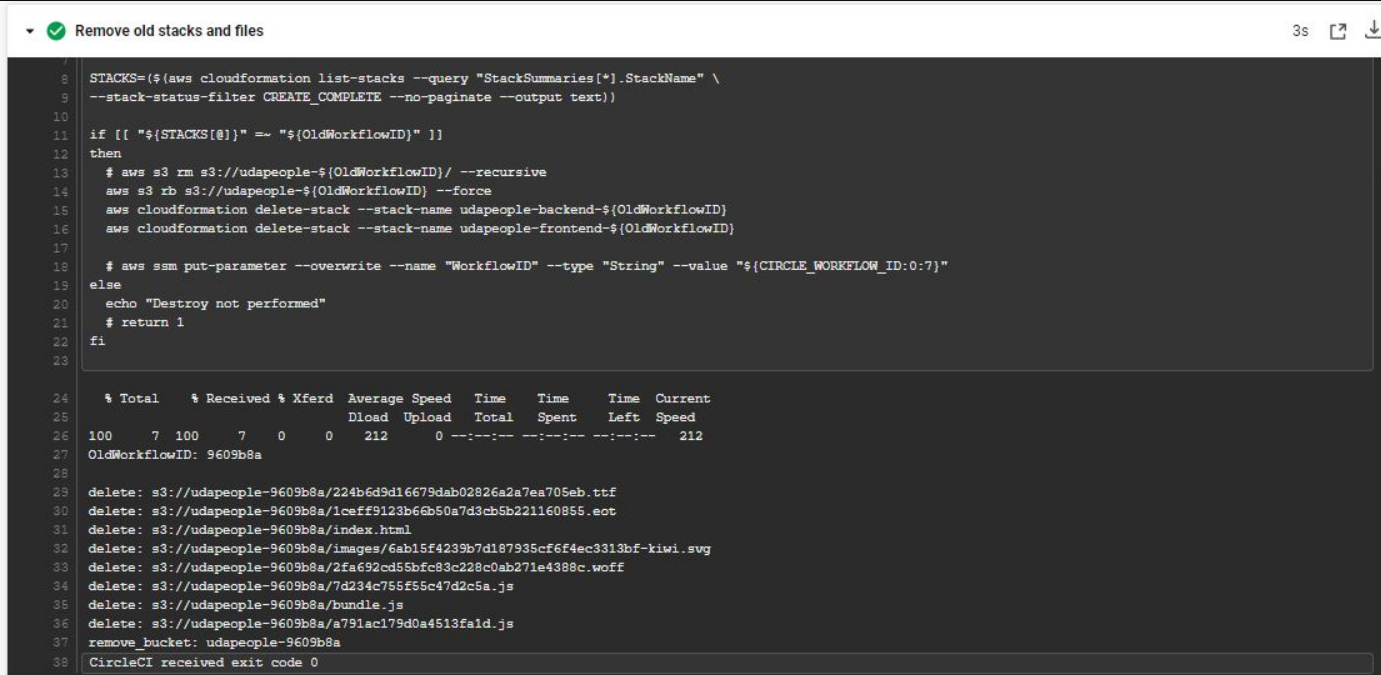 Remove old stacks and files 3s
7
8 STACKS=($(aws cloudformation list-stacks --query "StackSummaries[*].StackName" \
9 --stack-status-filter CREATE_COMPLETE --no-paginate --output text))
10
11 if [[ "${STACKS[@]}" =~ "${OldWorkflowID}" ]]
12 then
13 # aws s3 rm s3://udapeople-${OldWorkflowID}/ --recursive
14 aws s3 rb s3://udapeople-${OldWorkflowID} --force
15 aws cloudformation delete-stack --stack-name udapeople-backend-${OldWorkflowID}
16 aws cloudformation delete-stack --stack-name udapeople-frontend-${OldWorkflowID}
17
18 # aws ssm put-parameter --overwrite --name "WorkflowID" --type "String" --value "${CIRCLE_WORKFLOW_ID:0:7}"
19 else
20 echo "Destroy not performed"
21 # return 1
22 fi
23
24 % Total % Received % Xferd Average Speed Time Time Time Current
25 Dload Upload Total Spent Left Speed
26 100 7 100 7 0 0 212 0 --:--:-- --:--:-- --:--:-- 212
27 OldWorkflowID: 9609b8a
28
29 delete: s3://udapeople-9609b8a/224b6d9d16679dab02826a2a7ea705eb.ttf
30 delete: s3://udapeople-9609b8a/1ceff9123b66b50a7d3cb5b221160855.eot
31 delete: s3://udapeople-9609b8a/index.html
32 delete: s3://udapeople-9609b8a/images/6ab15f4239b7d187935cf6f4ec3313bf-kiwi.svg
33 delete: s3://udapeople-9609b8a/2fa692cd55bfc83c228c0ab271e4388c.woff
34 delete: s3://udapeople-9609b8a/7d234c755f55c47d2c5a.js
35 delete: s3://udapeople-9609b8a/bundle.js
36 delete: s3://udapeople-9609b8a/a791ac179d0a4513fa1d.js
37 remove_bucket: udapeople-9609b8a
38 CircleCI received exit code 0